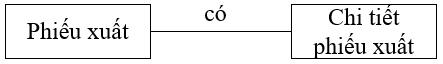 Phiếu xuất
có
Chi tiết
phiếu xuất